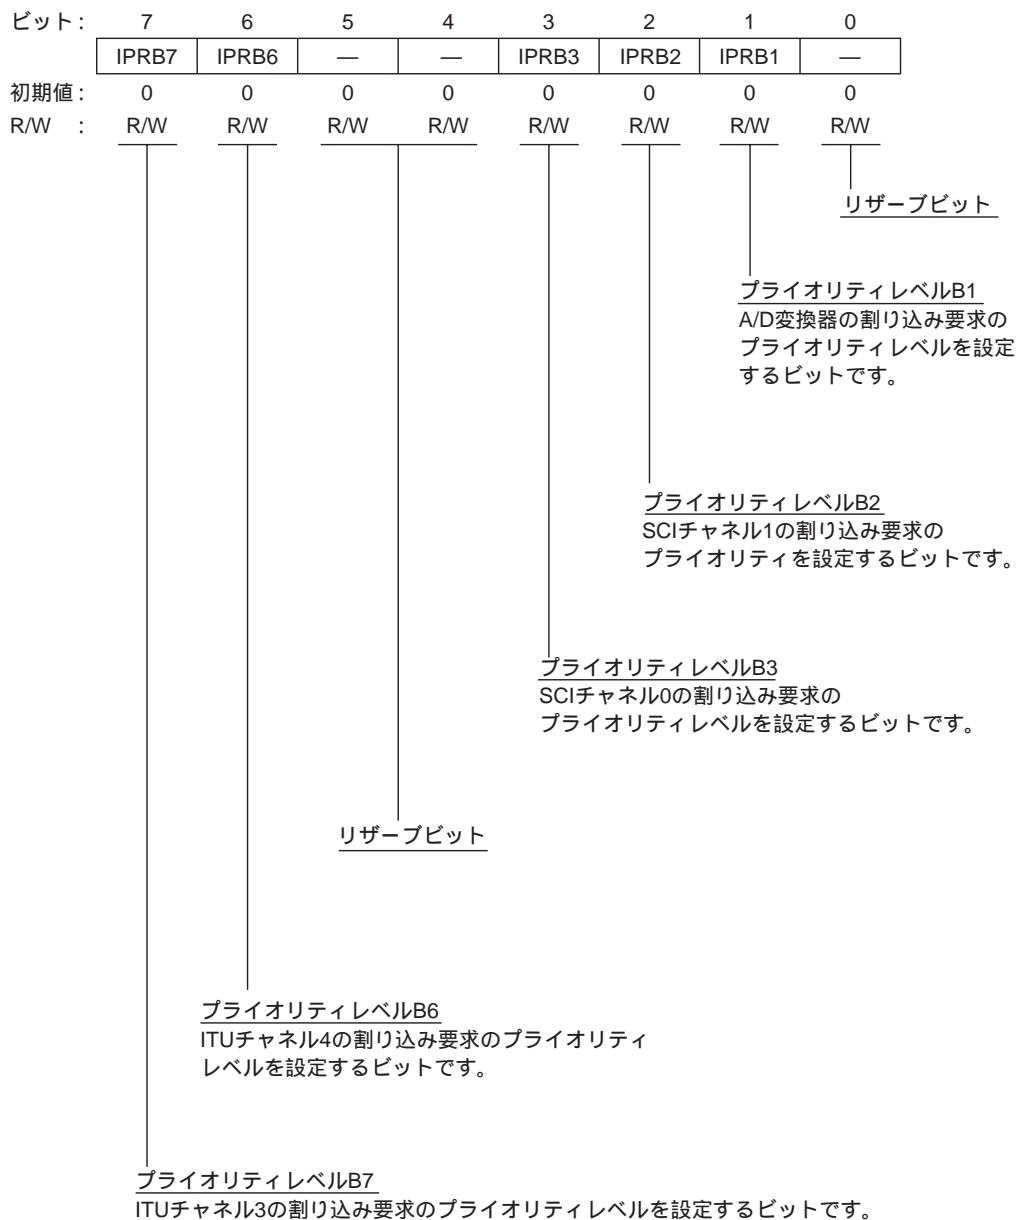 ビット: 7 6 5 4 3 2 1 0
IPRB7 IPRB6 — — IPRB3 IPRB2 IPRB1 —
初期値: 0 0 0 0 0 0 0 0
R/W : R/W R/W R/W R/W R/W R/W R/W R/W
リザーブビット
プライオリティレベルB1
A/D変換器の割り込み要求の
プライオリティレベルを設定
するビットです。
プライオリティレベルB2
SCIチャネル1の割り込み要求の
プライオリティを設定するビットです。
プライオリティレベルB3
SCIチャネル0の割り込み要求の
プライオリティレベルを設定するビットです。
リザーブビット
プライオリティレベルB6
ITUチャネル4の割り込み要求のプライオリティ
レベルを設定するビットです。
プライオリティレベルB7
ITUチャネル3の割り込み要求のプライオリティレベルを設定するビットです。